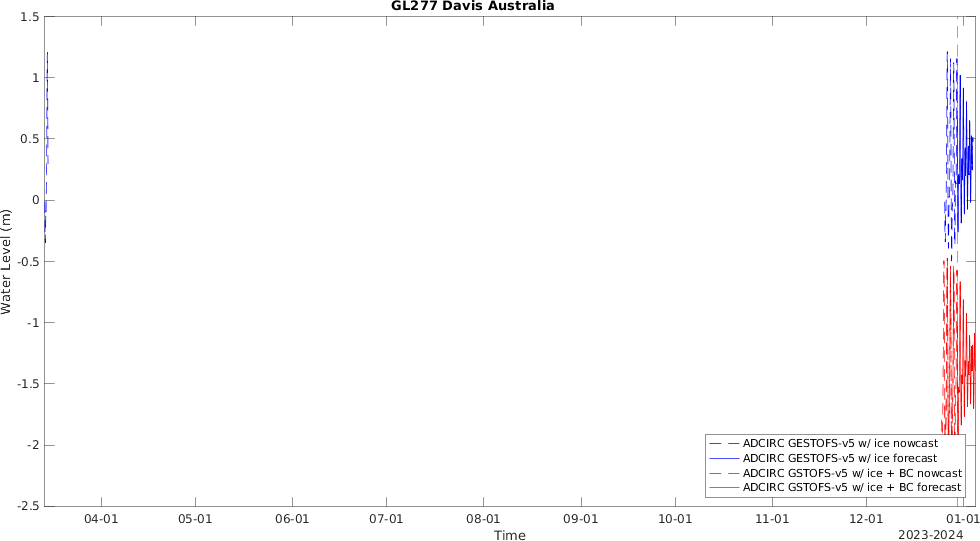 GL277 Davis Australia
1.5
1
0.5
0
-0.5
-1
-1.5
-2
-2.5
Water Level (m)
ADCIRC GESTOFS-v5 w/ ice nowcast
ADCIRC GESTOFS-v5 w/ ice forecast
ADCIRC GSTOFS-v5 w/ ice + BC nowcast
ADCIRC GSTOFS-v5 w/ ice + BC forecast
04-01 05-01 06-01 07-01 08-01 09-01 10-01 11-01 12-01 01-01
Time
2023-2024